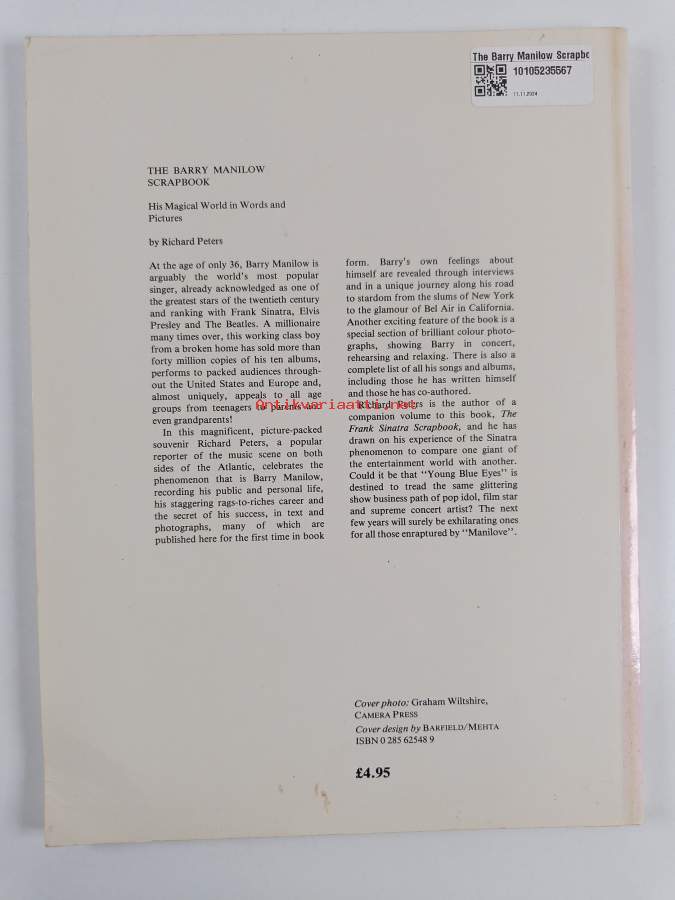 The Barry Manilow Scrapbo
10105235567
11.11.2024
THE BARRY MANILOW
SCRAPBOOK
His Magical World in Words and
Pictures
by Richard Peters
At the age of only 36, Barry Manilow is
arguably the world's most popular
singer, already acknowledged as one of
the greatest stars of the twentieth century
and ranking with Frank Sinatra, Elvis
Presley and The Beatles. A millionaire
many times over, this working class boy
from a broken home has sold more than
forty million copies of his ten albums,
performs to packed audiences through-
out the United States and Europe and,
almost uniquely, appeals to all age
groups from teenagers to parents and
even grandparents!
In this magnificent, picture-packed
souvenir Richard Peters, a popular
reporter of the music scene on both
sides of the Atlantic, celebrates the
phenomenon that is Barry Manilow,
recording his public and personal life,
his staggering rags-to-riches career and
the secret of his success, in text and
photographs, many of which are
published here for the first time in book
form. Barry's own feelings about
himself are revealed through interviews
and in a unique journey along his road
to stardom from the slums of New York
to the glamour of Bel Air in California.
Another exciting feature of the book is a
special section of brilliant colour photo-
graphs, showing Barry in concert,
rehearsing and relaxing. There is also a
complete list of all his songs and albums,
including those he has written himself
and those he has co-authored.
Richard Peters is the author of a
companion volume to this book, The
Frank Sinatra Scrapbook, and he has
drawn on his experience of the Sinatra
phenomenon to compare one giant of
the entertainment world with another.
Could it be that "Young Blue Eyes" is
destined to tread the same glittering
show business path of pop idol, film star
and supreme concert artist? The next
few years will surely be exhilarating ones
for all those enraptured by "Manilove".
Antikvariaatti.net
Cover photo: Graham Wiltshire,
CAMERA PRESS
Cover design by BARFIELD/MEHTA
ISBN 0 285 62548 9
£4.95